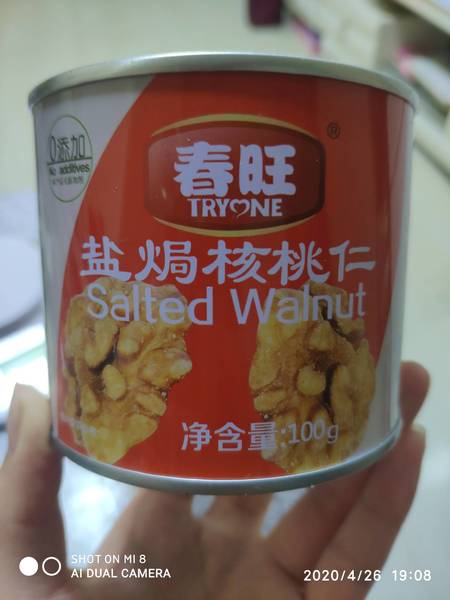 0添加
No additives
春旺
®
TRYONE
盐焗核桃仁
Salted Walnut
净含量:100g
SHOT ON MI 8
AI DUAL CAMERA
2020/4/26 19:08